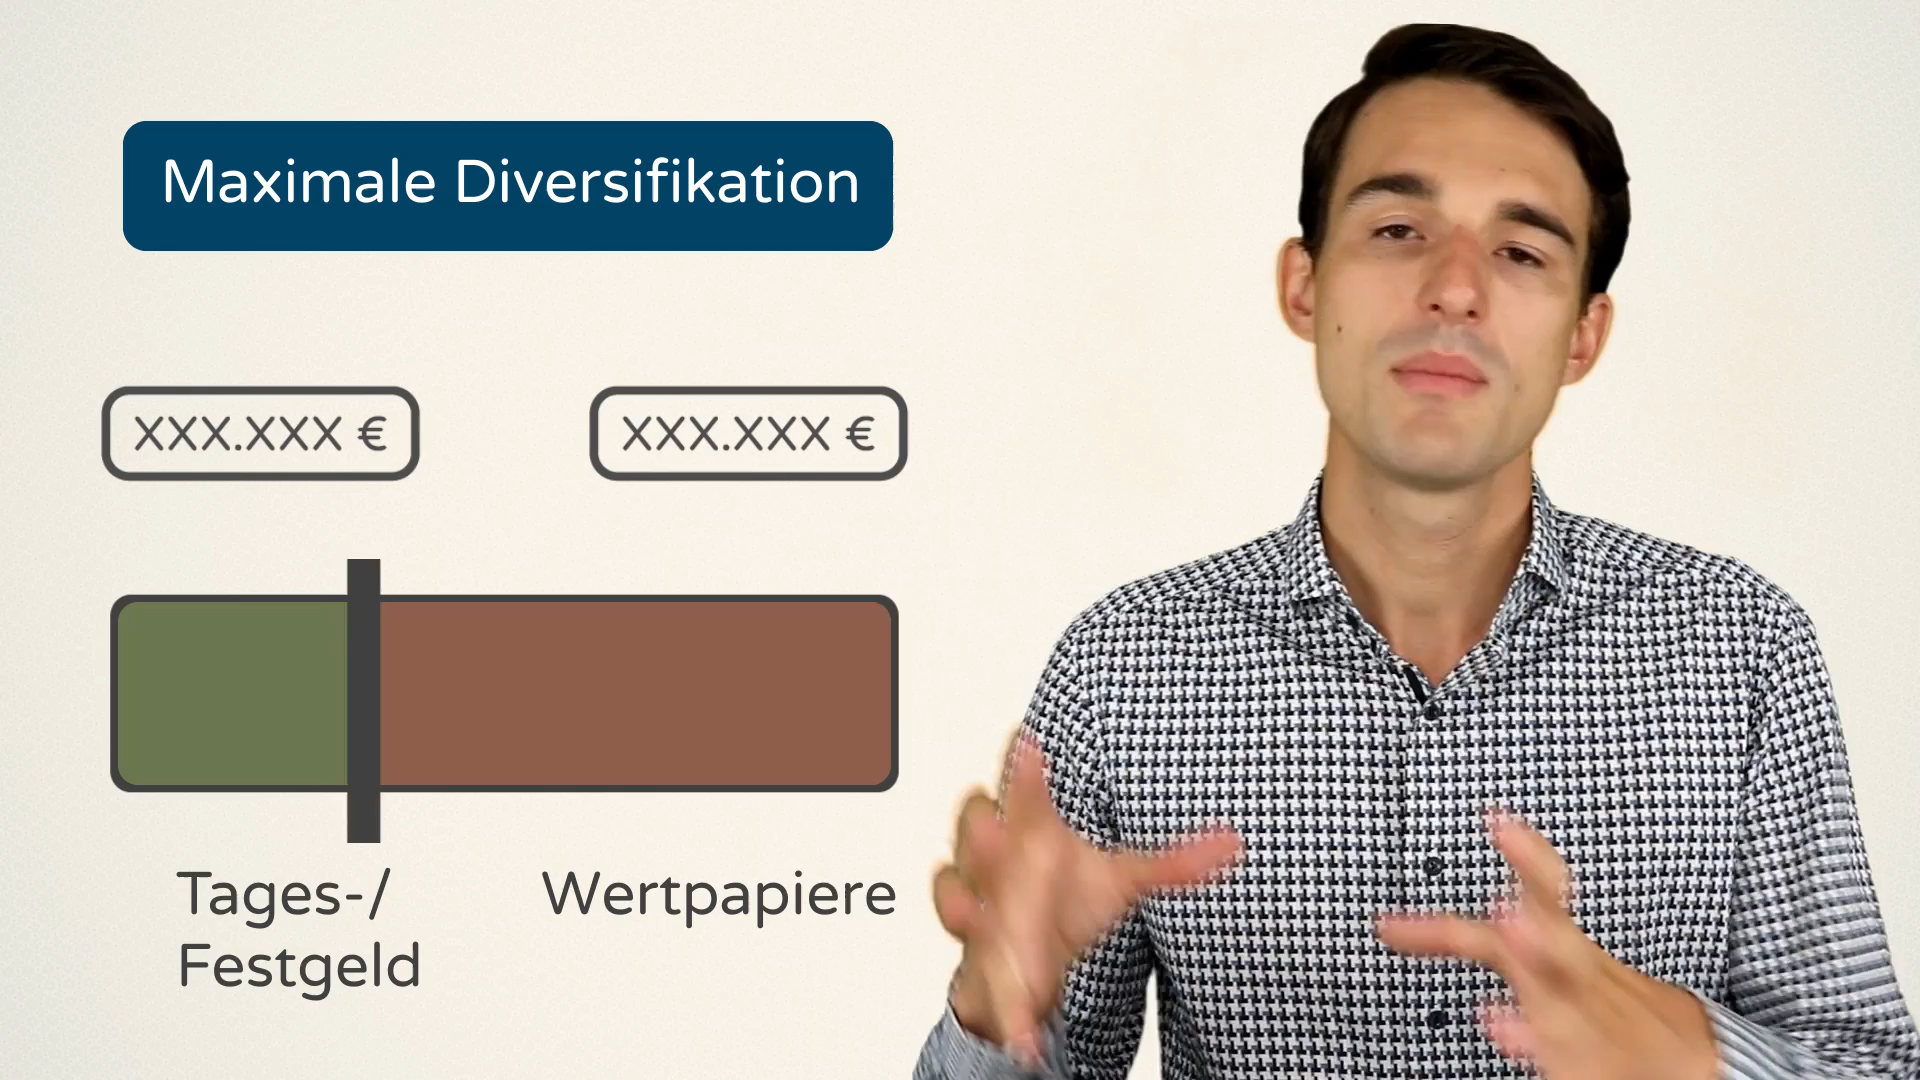 Maximale Diversifikation
XXX.XXX €
XXX.XXX €
Tages-/
Festgeld
Wertpapiere